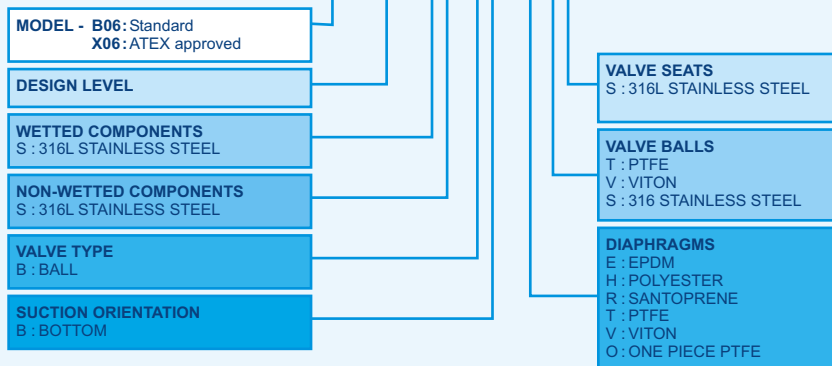 MODEL - B06: Standard
X06: ATEX approved
DESIGN LEVEL
WETTED COMPONENTS
S : 316L STAINLESS STEEL
NON-WETTED COMPONENTS
S : 316L STAINLESS STEEL
VALVE TYPE
B : BALL
SUCTION ORIENTATION
B : BOTTOM
VALVE SEATS
S : 316L STAINLESS STEEL
VALVE BALLS
T : PTFE
V : VITON
S : 316 STAINLESS STEEL
DIAPHRAGMS
E : EPDM
H : POLYESTER
R : SANTOPRENE
T : PTFE
V : VITON
O : ONE PIECE PTFE